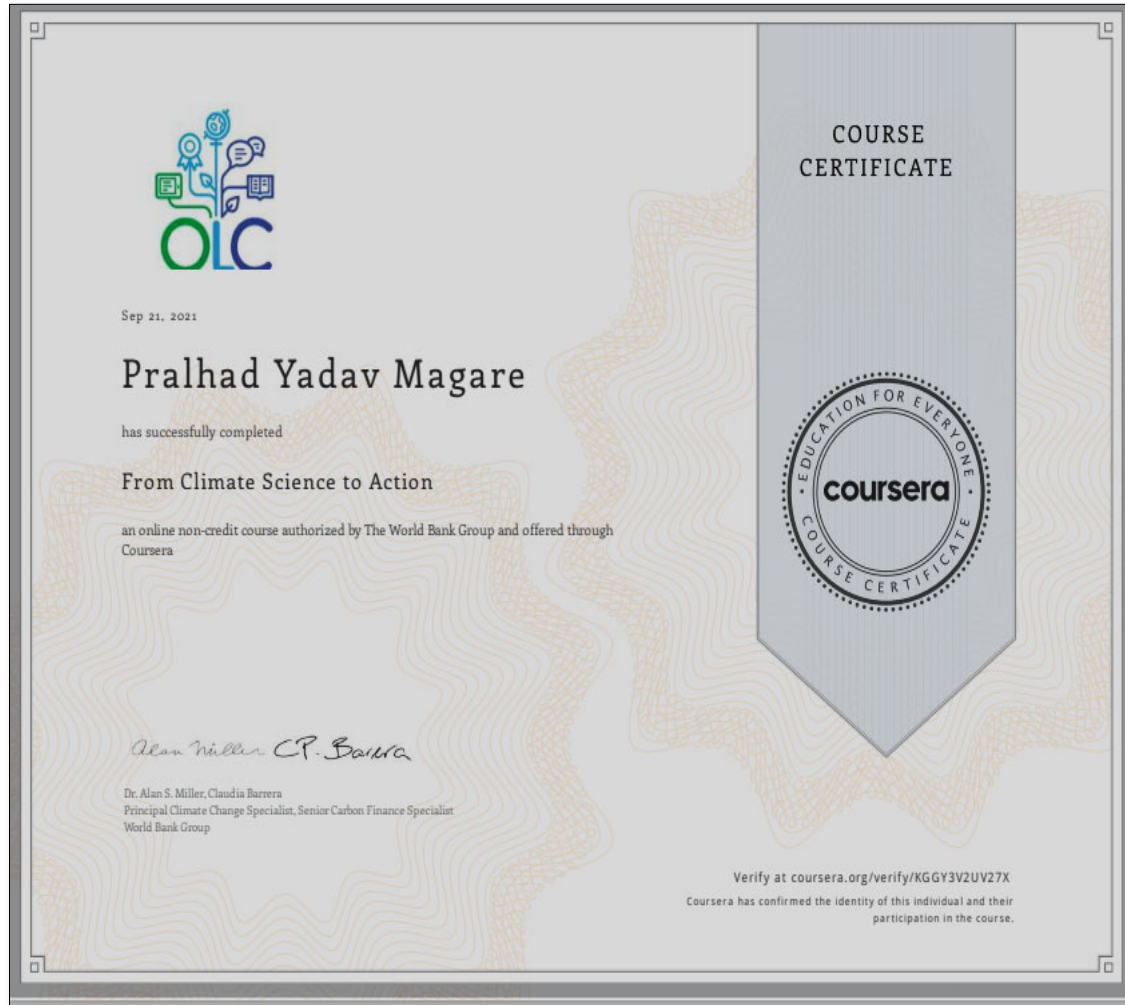 OLC
Sep 21, 2021
Pralhad Yadav Magare
has successfully completed
From Climate Science to Action
an online non-credit course authorized by The World Bank Group and offered through
Coursera
Alan Miller C.P. Barrera
Dr. Alan S. Miller, Claudia Barrera
Principal Climate Change Specialist, Senior Carbon Finance Specialist
World Bank Group
COURSE
CERTIFICATE
EDUCATION FOR EVERYONE
coursera
COURSE CERTIFICATE
Verify at coursera.org/verify/KGGY3V2UV27X
Coursera has confirmed the identity of this individual and their
participation in the course.